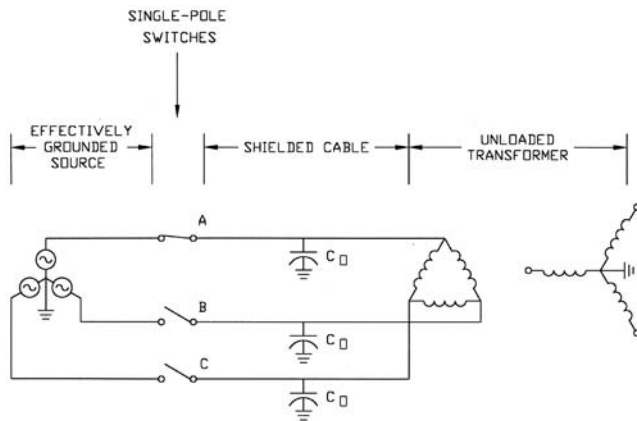 SINGLE-POLE
SWITCHES
EFFECTIVELY
GROUNDED
SOURCE
SHIELDED CABLE
UNLOADED
TRANSFORMER
A
C0
B
C0
C
C0